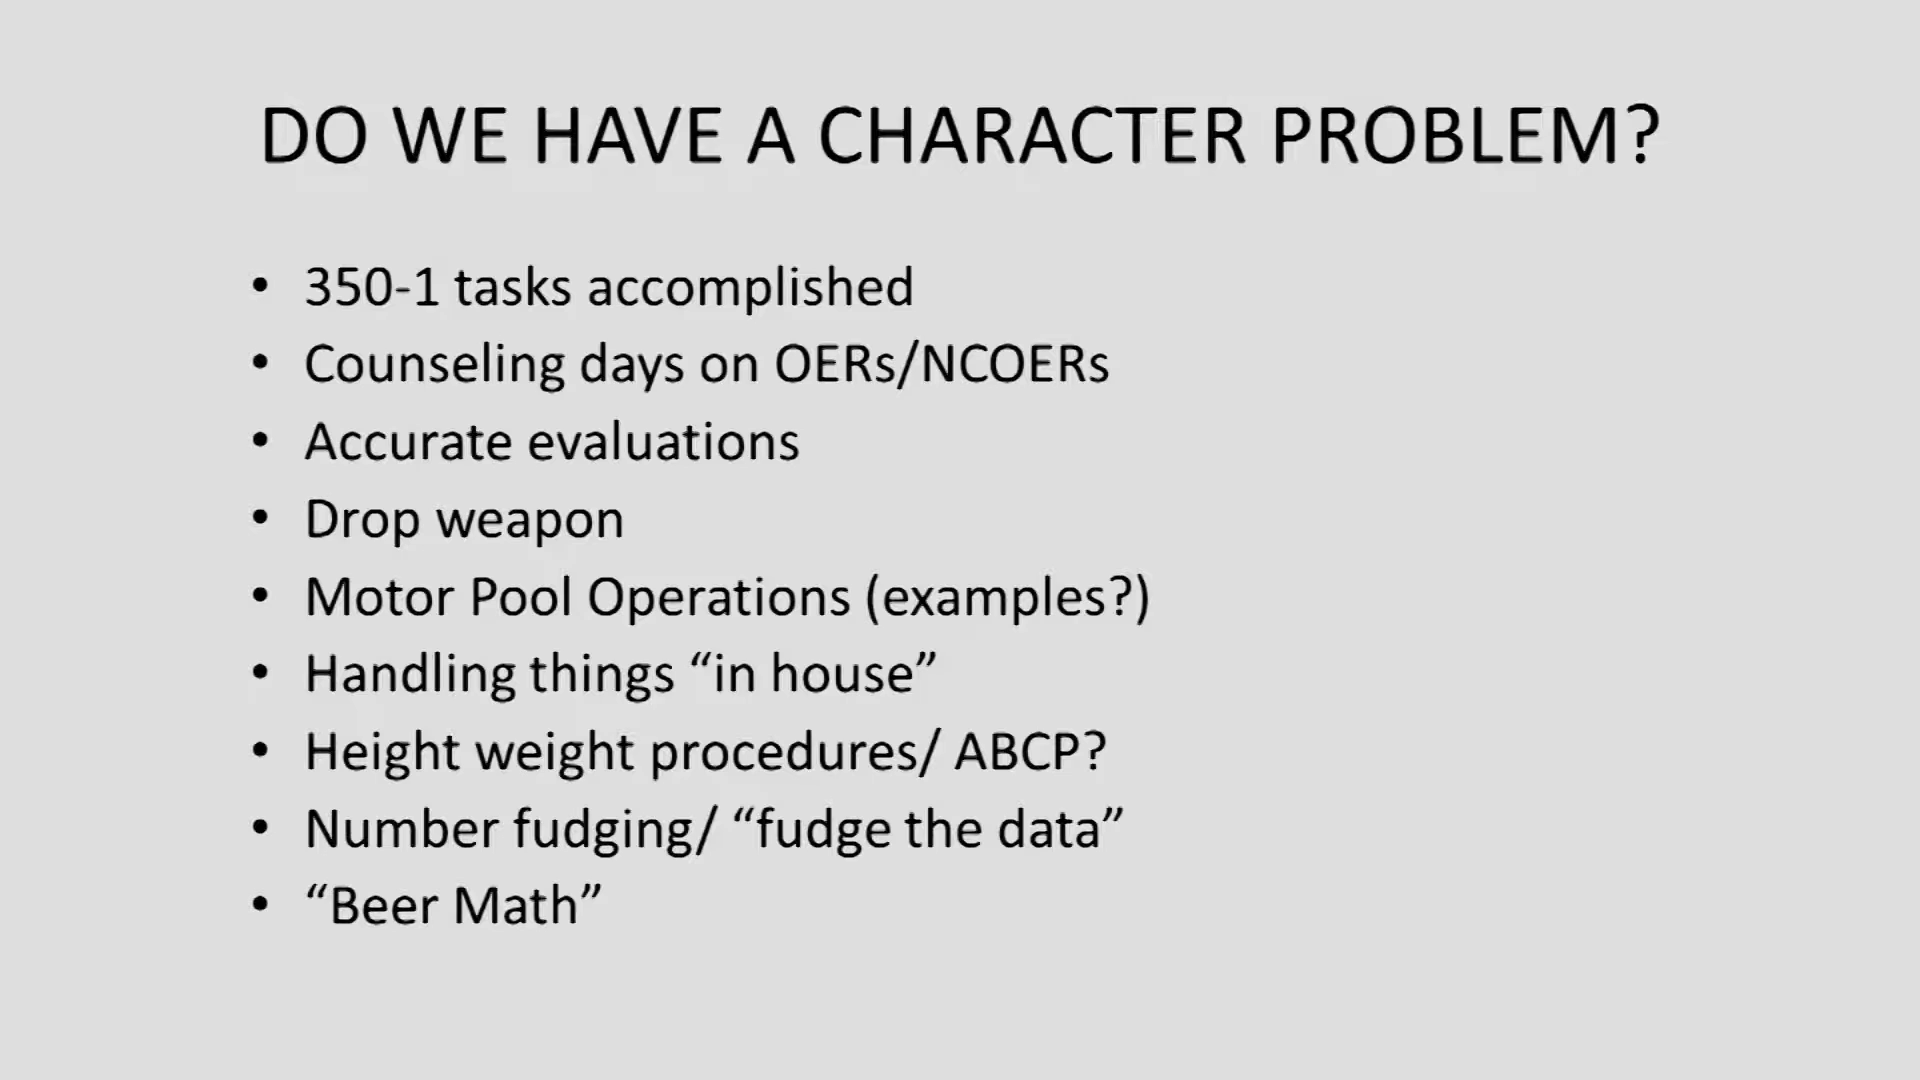 DO WE HAVE A CHARACTER PROBLEM?
• 350-1 tasks accomplished
• Counseling days on OERs/NCOERs
• Accurate evaluations
• Drop weapon
• Motor Pool Operations (examples?)
• Handling things “in house”
• Height weight procedures/ ABCP?
• Number fudging/ “fudge the data”
• “Beer Math”